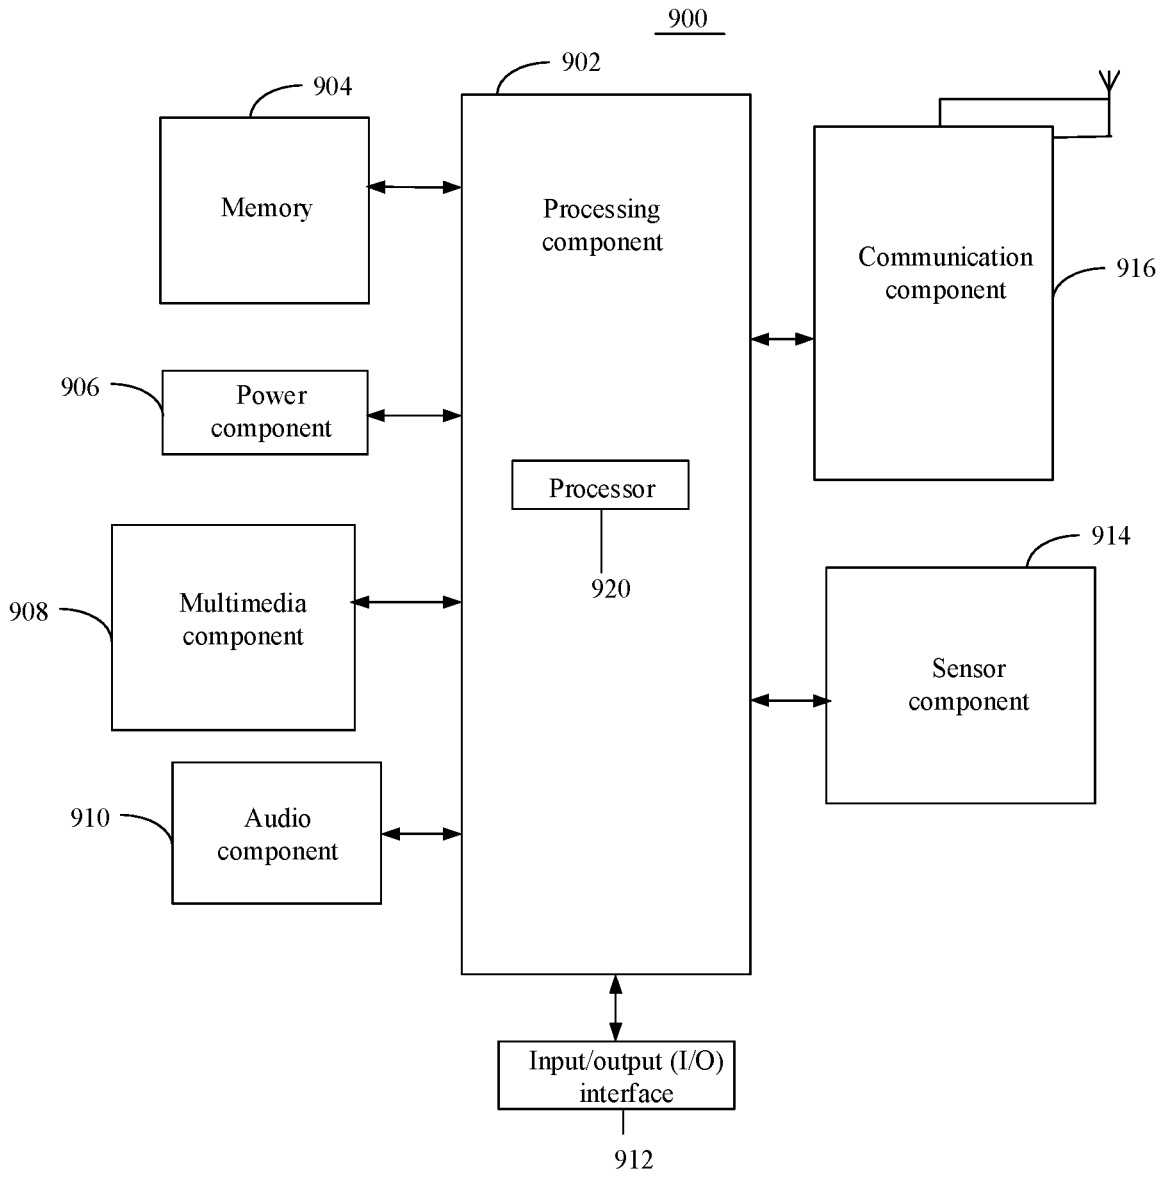 900
902
904
Memory
Processing
component
Communication
component
916
906
Power
component
Processor
920
914
908
Multimedia
component
Sensor
component
910
Audio
component
Input/output (I/O)
interface
912